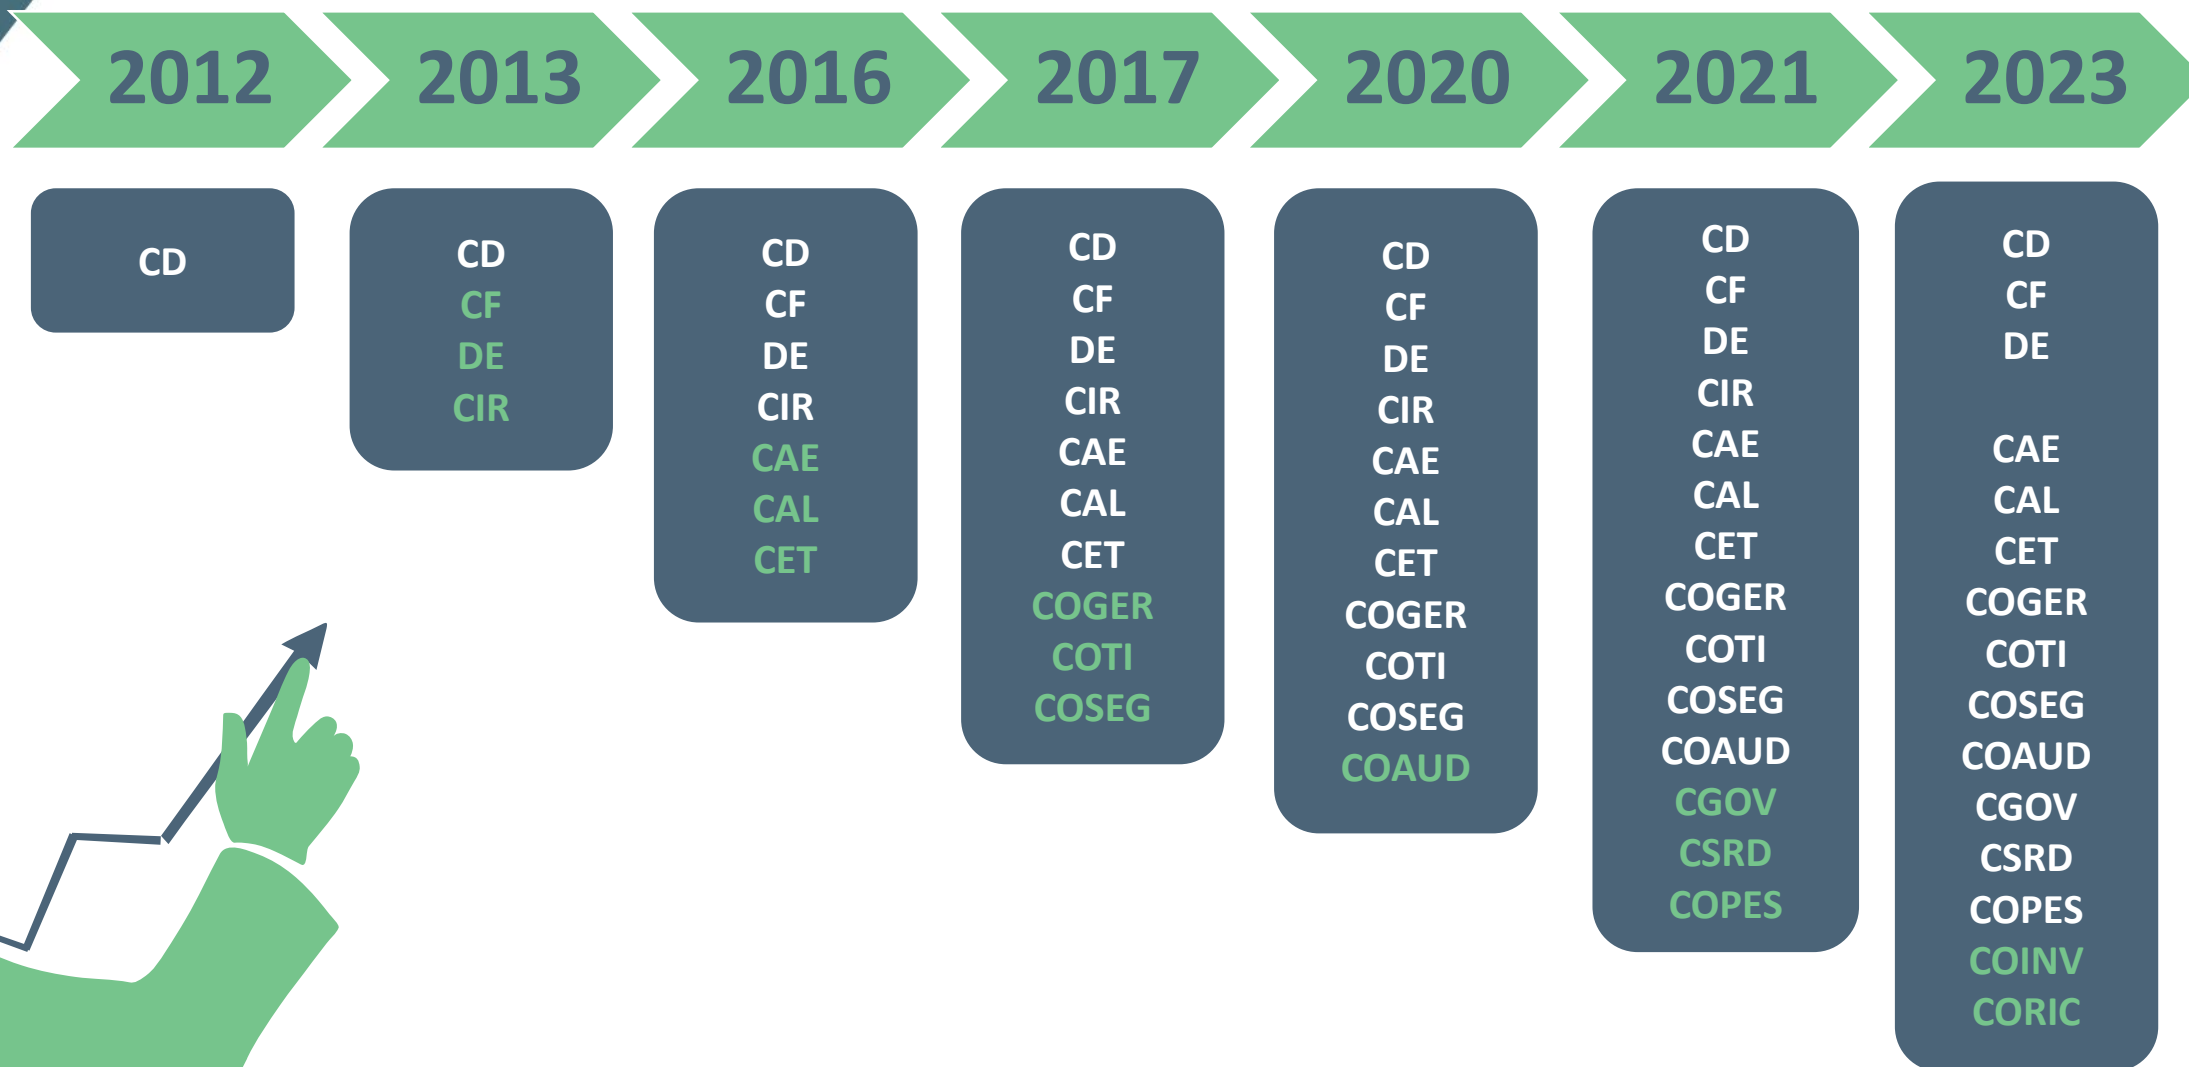 2012
2013
2016
2017
2020
2021
2023
CD
CD
CF
DE
CIR
CD
CF
DE
CIR
CAE
CAL
CET
CD
CF
DE
CIR
CAE
CAL
CET
COGER
COTI
COSEG
CD
CF
DE
CIR
CAE
CAL
CET
COGER
COTI
COSEG
COAUD
CD
CF
DE
CIR
CAE
CAL
CET
COGER
COTI
COSEG
COAUD
CGOV
CSRD
COPES
CD
CF
DE
CAE
CAL
CET
COGER
COTI
COSEG
COAUD
CGOV
CSRD
COPES
COINV
CORIC